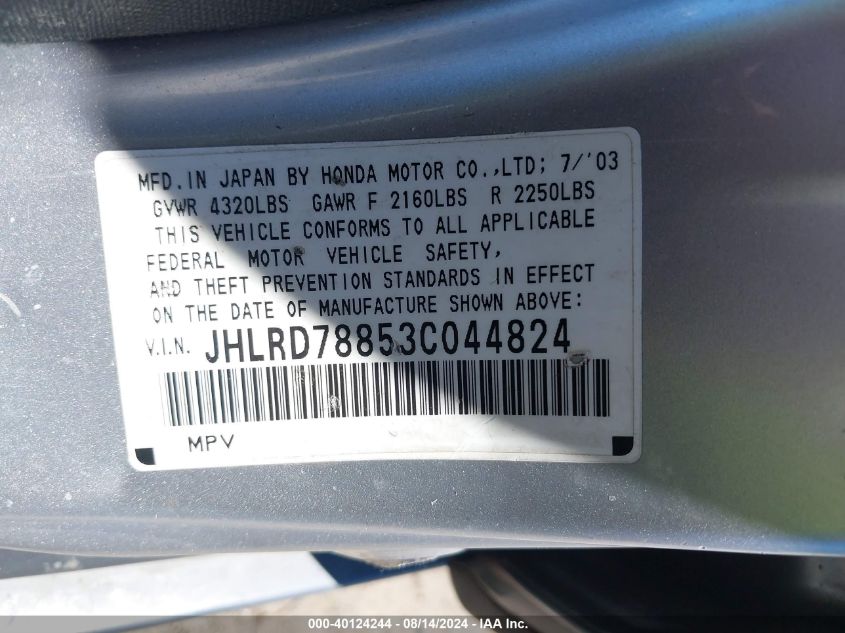 MFD. IN JAPAN BY HONDA MOTOR CO.,LTD; 7/'03
GVWR 4320LBS GAWR F 2160LBS R 2250LBS
THIS VEHICLE CONFORMS TO ALL APPLICABLE
FEDERAL MOTOR VEHICLE SAFETY,
AND THEFT PREVENTION STANDARDS IN EFFECT
ON THE DATE OF MANUFACTURE SHOWN ABOVE:
V.I.N. JHLRD78853C044824
MPV
000-40124244 - 08/14/2024 - IAAI, Inc.